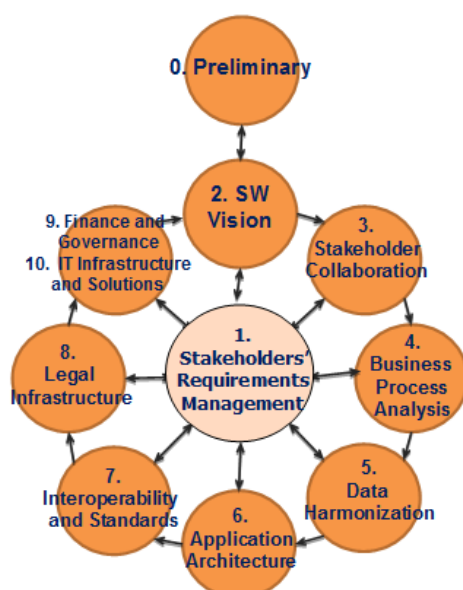 0. Preliminary
2. SW
Vision
3.
Stakeholder
Collaboration
4.
Business
Process
Analysis
5.
Data
Harmonization
6.
Application
Architecture
7.
Interoperability
and Standards
8.
Legal
Infrastructure
9. Finance and
Governance
10. IT Infrastructure
and Solutions
1.
Stakeholders’
Requirements
Management